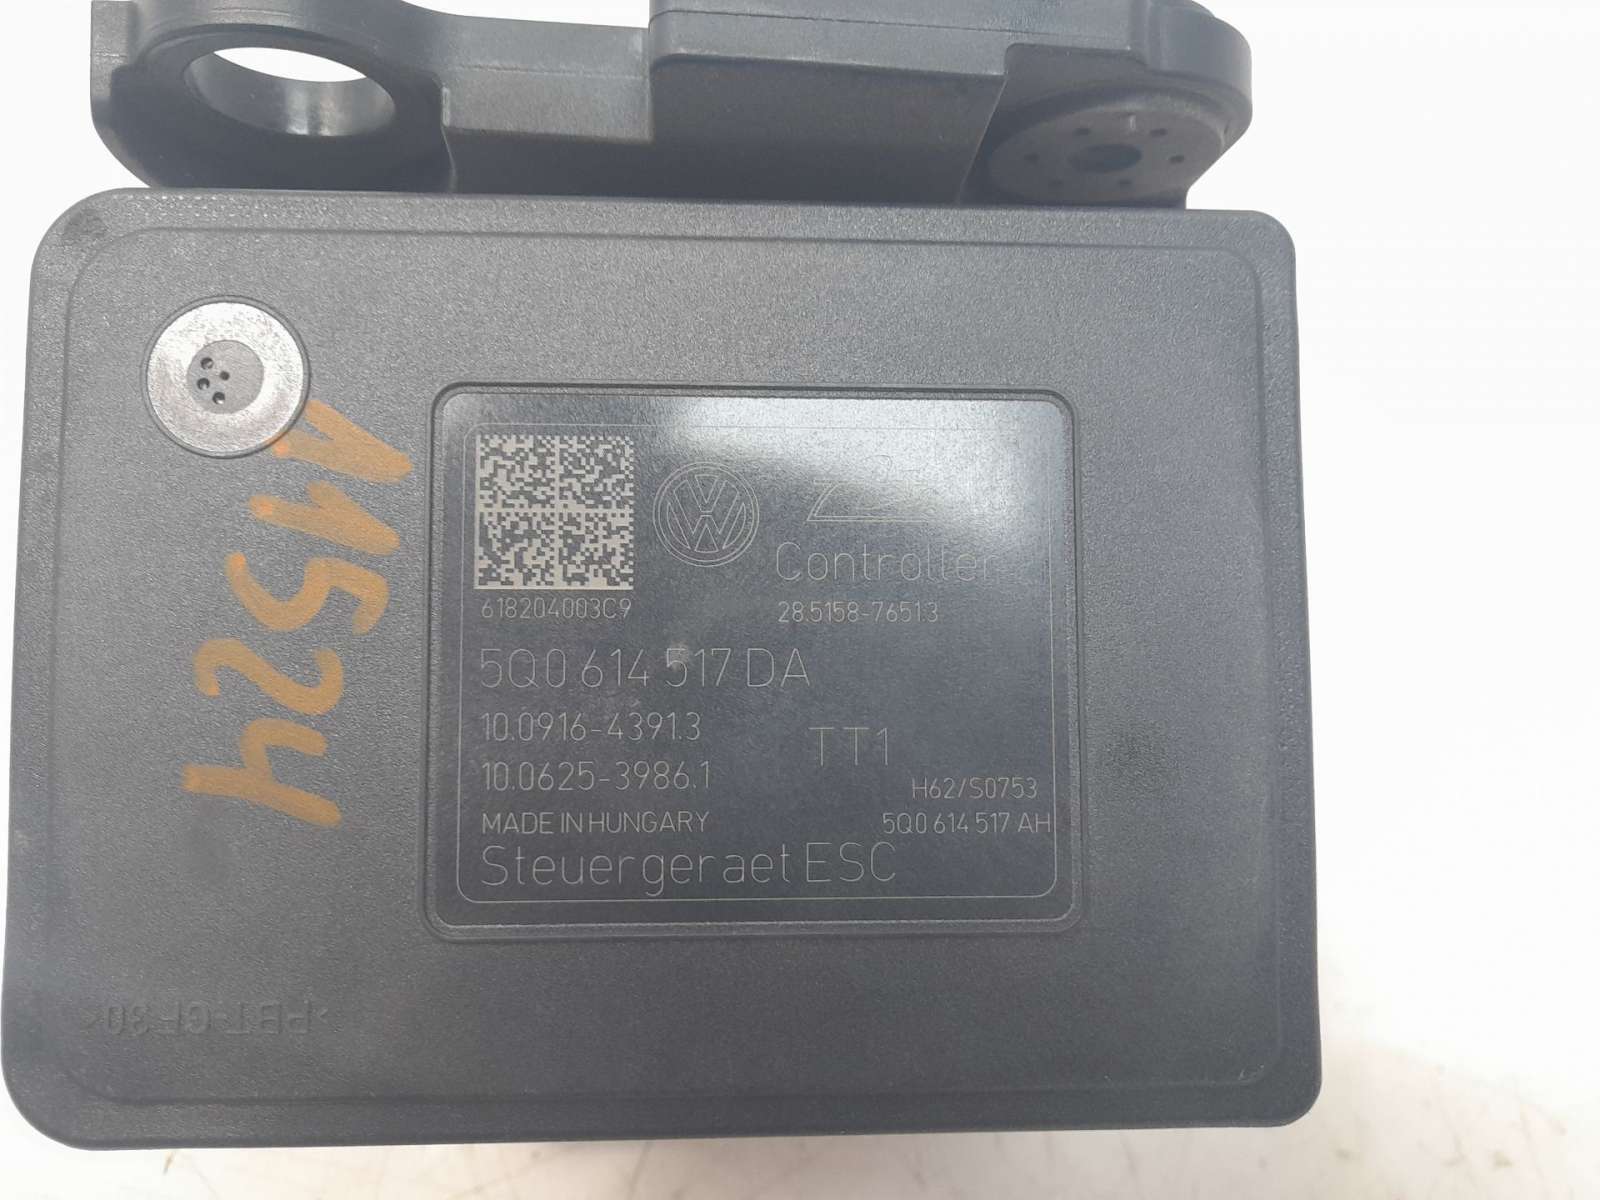 Controller
618204003C9
28.5158-7651.3
5Q0 614 517 DA
10.0916-4391.3
TT1
10.0625-3986.1
H62/S0753
MADE IN HUNGARY
5Q0 614 517 AH
Steuergeraet ESC
A1524
>PBT-GF30<